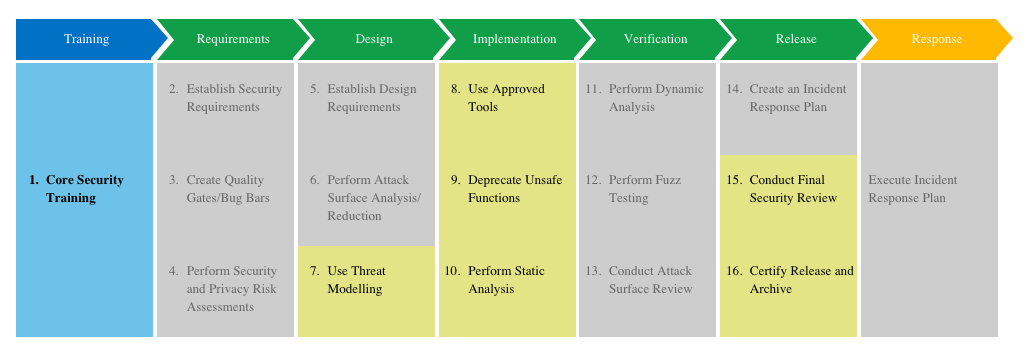 Training
Requirements
Design
Implementation
Verification
Release
Response
1. Core Security
Training
2. Establish Security
Requirements
3. Create Quality
Gates/Bug Bars
4. Perform Security
and Privacy Risk
Assessments
5. Establish Design
Requirements
6. Perform Attack
Surface Analysis/
Reduction
7. Use Threat
Modelling
8. Use Approved
Tools
9. Deprecate Unsafe
Functions
10. Perform Static
Analysis
11. Perform Dynamic
Analysis
12. Perform Fuzz
Testing
13. Conduct Attack
Surface Review
14. Create an Incident
Response Plan
15. Conduct Final
Security Review
16. Certify Release and
Archive
Execute Incident
Response Plan